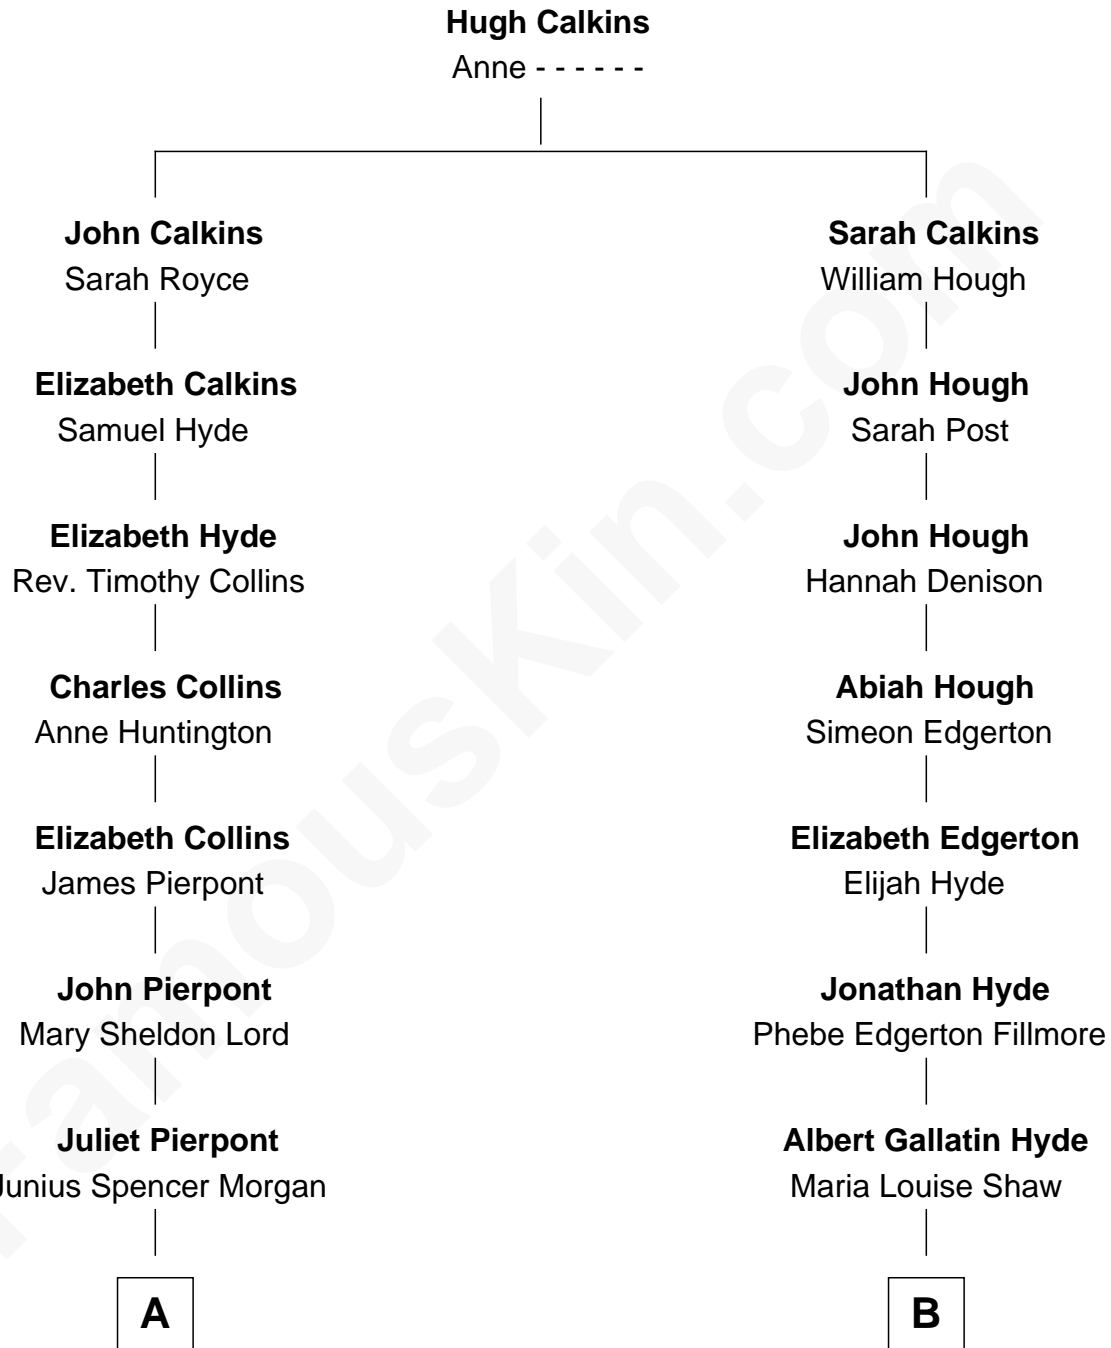 Hugh Calkins
Anne - - - - - -
John Calkins
Sarah Royce
Sarah Calkins
William Hough
Elizabeth Calkins
Samuel Hyde
John Hough
Sarah Post
Elizabeth Hyde
Rev. Timothy Collins
John Hough
Hannah Denison
Charles Collins
Anne Huntington
Abiah Hough
Simeon Edgerton
Elizabeth Collins
James Pierpont
Elizabeth Edgerton
Elijah Hyde
John Pierpont
Mary Sheldon Lord
Jonathan Hyde
Phebe Edgerton Fillmore
Juliet Pierpont
Junius Spencer Morgan
Albert Gallatin Hyde
Maria Louise Shaw
A
B
FamousKin.com